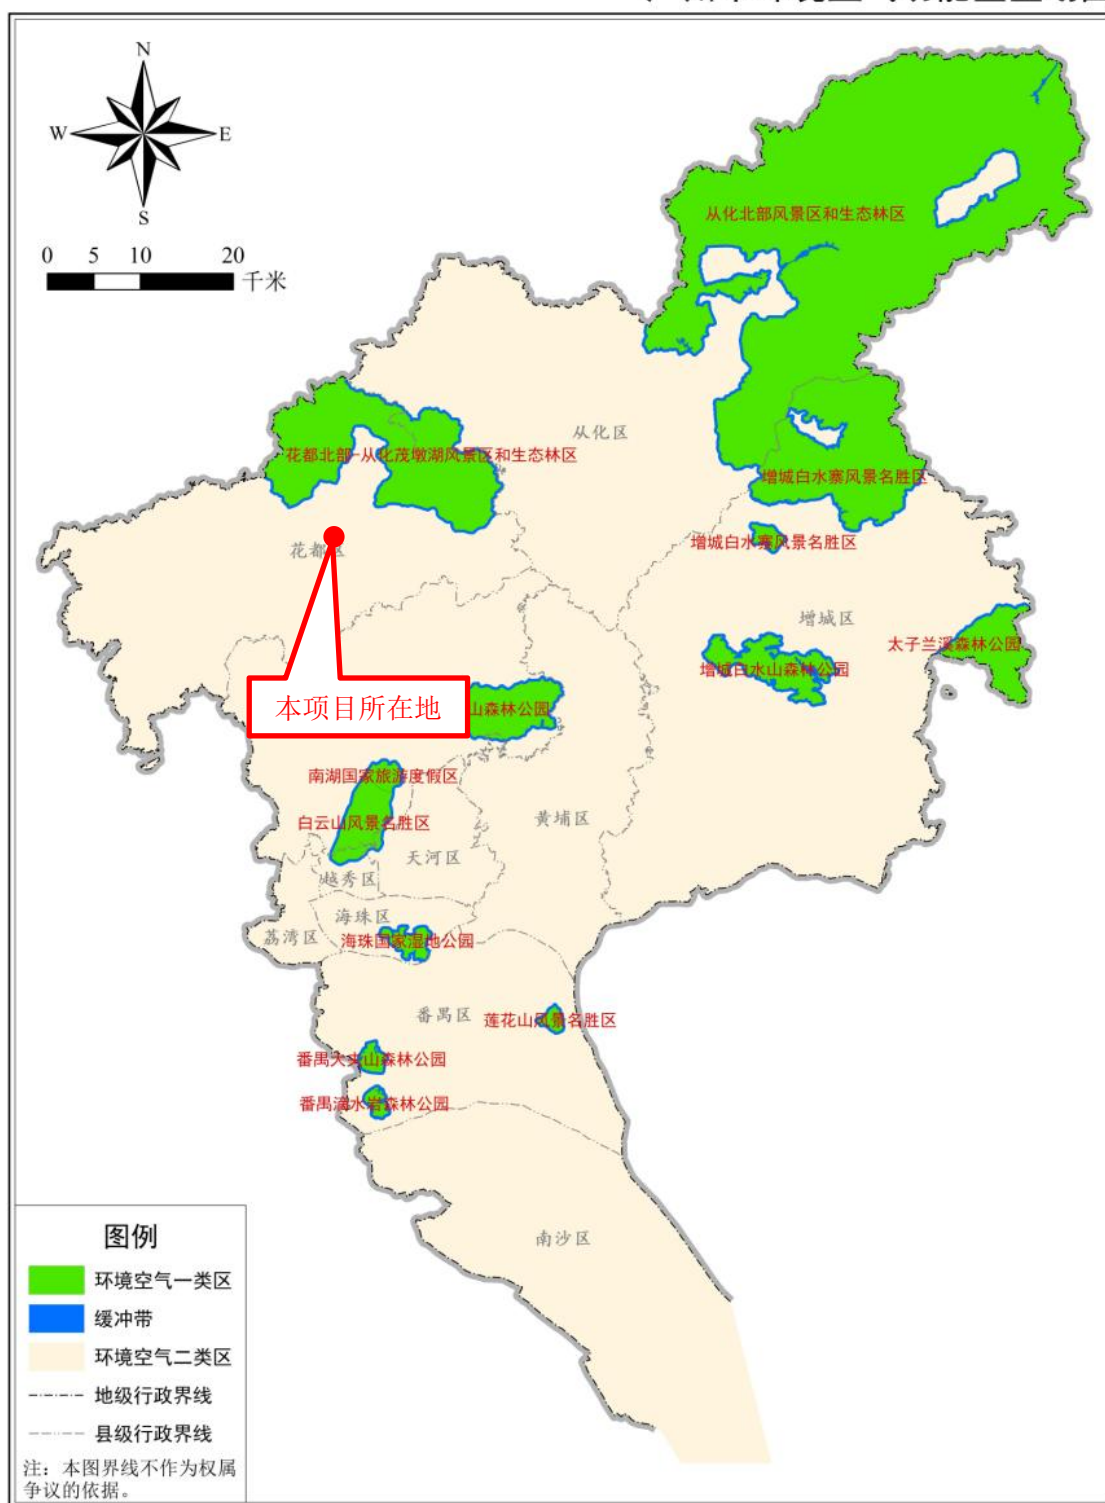 N
W
E
S
0
5
10
20
千米
从化北部风景区和生态林区
从化区
花都北部-从化茂墩湖风景区和生态林区
增城白水寨风景名胜区
增城白水寨风景名胜区
花都区
增城区
太子兰溪森林公园
增城白水山森林公园
本项目所在地
山森林公园
南湖国家旅游度假区
白云山风景名胜区
黄埔区
天河区
越秀区
海珠区
荔湾区
海珠国家湿地公园
番禺区
莲花山风景名胜区
番禺大夫山森林公园
番禺滴水岩森林公园
南沙区
图例
环境空气一类区
缓冲带
环境空气二类区
地级行政界线
县级行政界线
注：本图界线不作为权属
争议的依据。